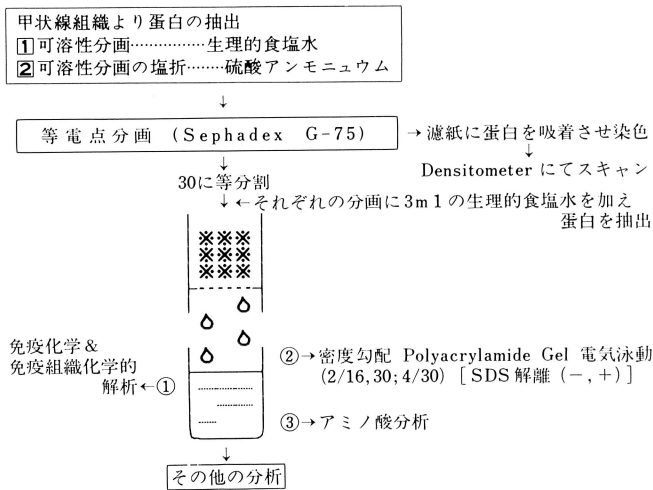 甲状線組織より蛋白の抽出
1 可溶性分画……………生理的食塩水
2 可溶性分画の塩折……硫酸アンモニュウム
↓
等電点分画 (Sephadex G-75) →濾紙に蛋白を吸着させ染色
↓ ↓
Densitometer にてスキャン
30に等分割
↓←それぞれの分画に3m1の生理的食塩水を加え
蛋白を抽出
※※※
※※※
※※※
免疫化学&
免疫組織化学的
解析←①
②→密度勾配 Polyacrylamide Gel 電気泳動
(2/16,30; 4/30) [SDS解離 (−,+)]
③→アミノ酸分析
↓
その他の分析